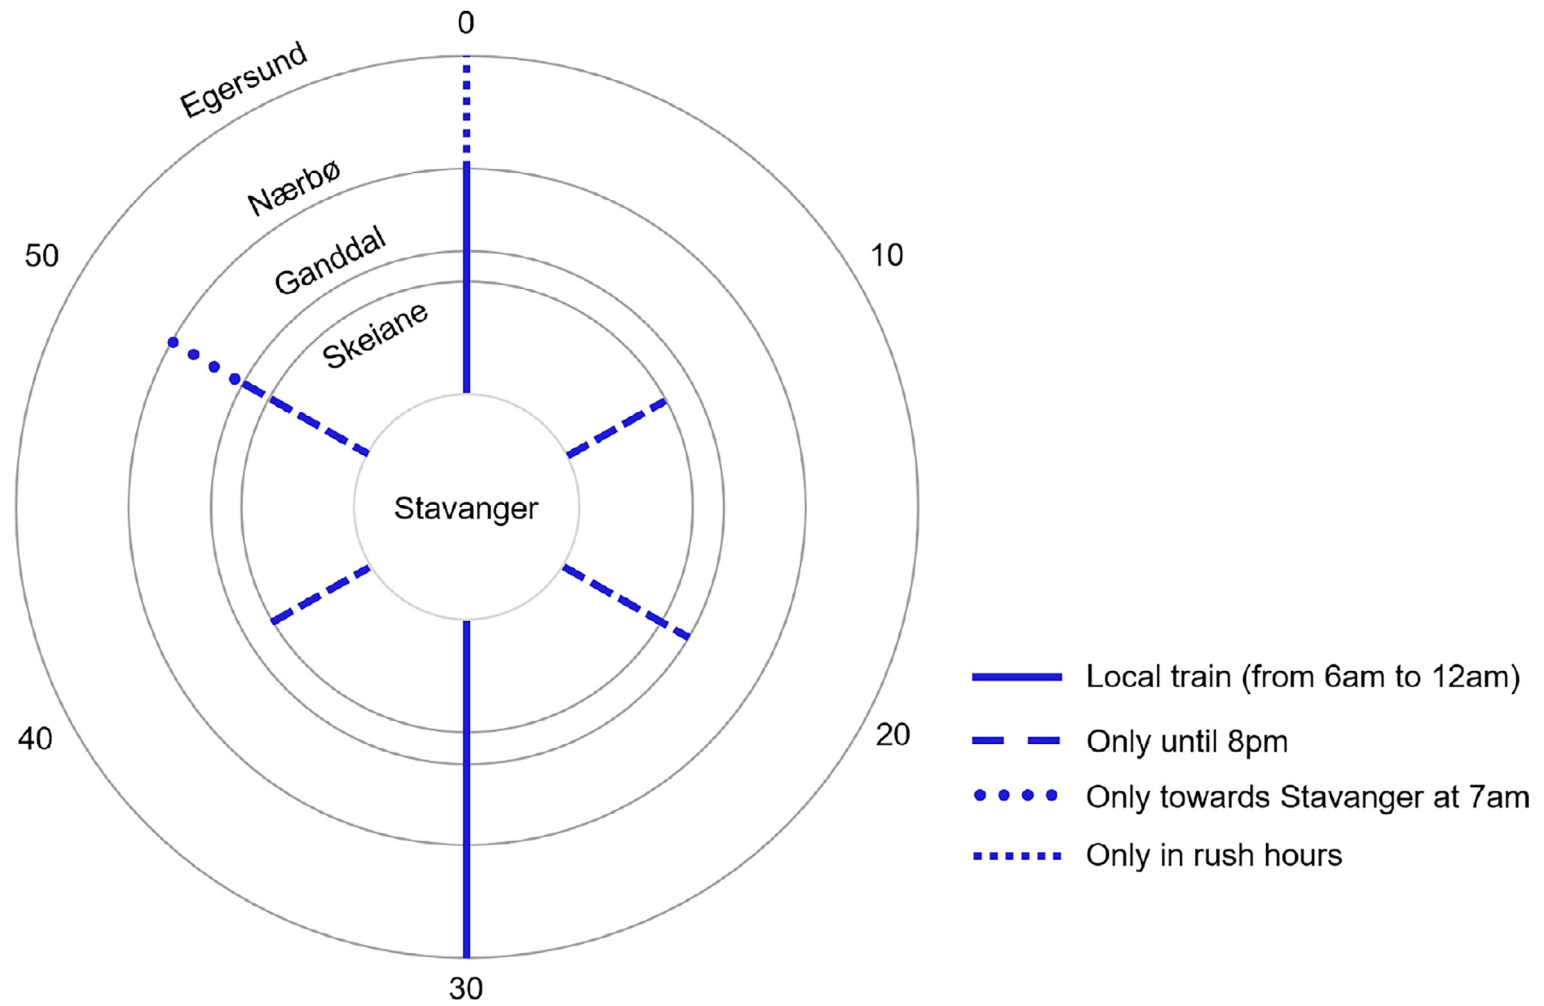 0
Egersund
Nærbø
50
Ganddal
10
Skeiane
Stavanger
40
20
30
Local train (from 6am to 12am)
Only until 8pm
Only towards Stavanger at 7am
Only in rush hours